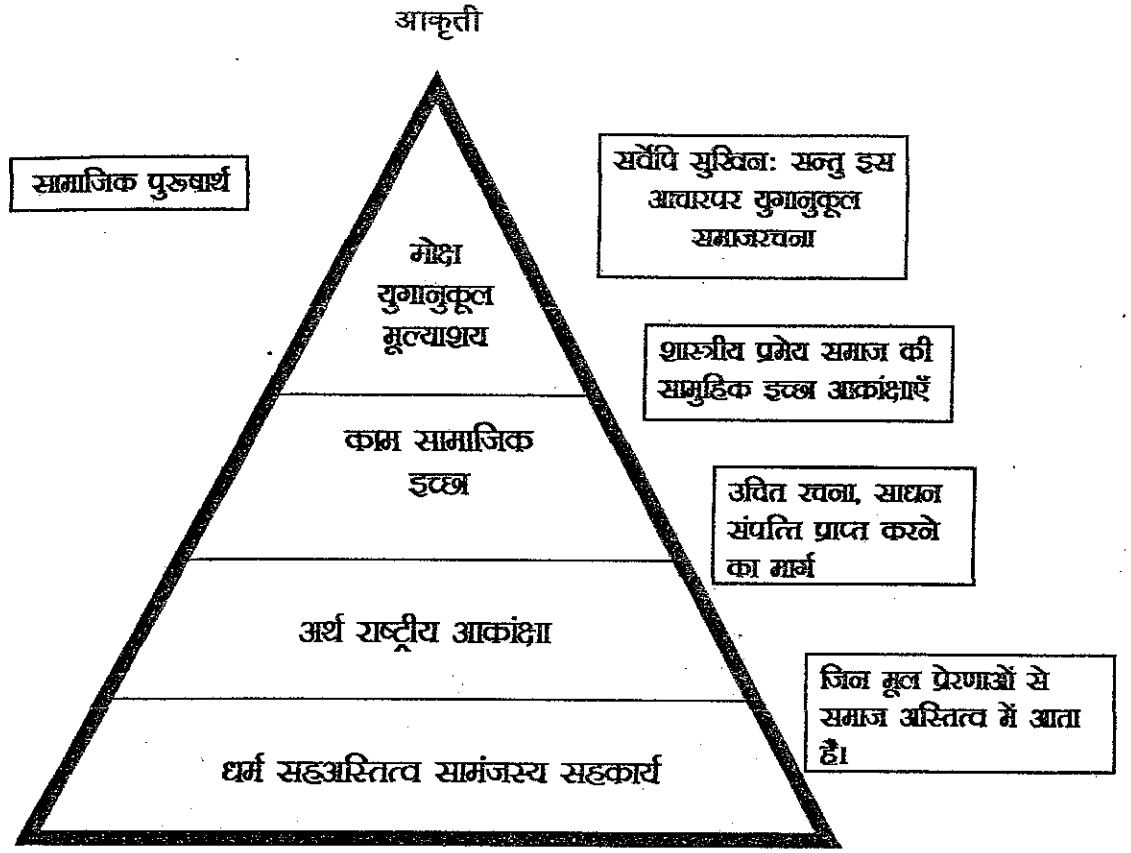 आकृती
सामाजिक पुरूषार्थ
सर्वेपि सुखिन: सन्तु इस
आधारपर युगानुकूल
समाजरचना
मोक्ष
युगानुकूल
मूल्याशय
शास्त्रीय प्रमेय समाज की
सामुहिक इच्छा आकांक्षाएँ
काम सामाजिक
इच्छा
उचित रचना, साधन
संपत्ति प्राप्त करने
का मार्ग
अर्थ राष्ट्रीय आकांक्षा
जिन मूल प्रेरणाओं से
समाज अस्तित्व में आता
है।
धर्म सहअस्तित्व सामंजस्य सहकार्य